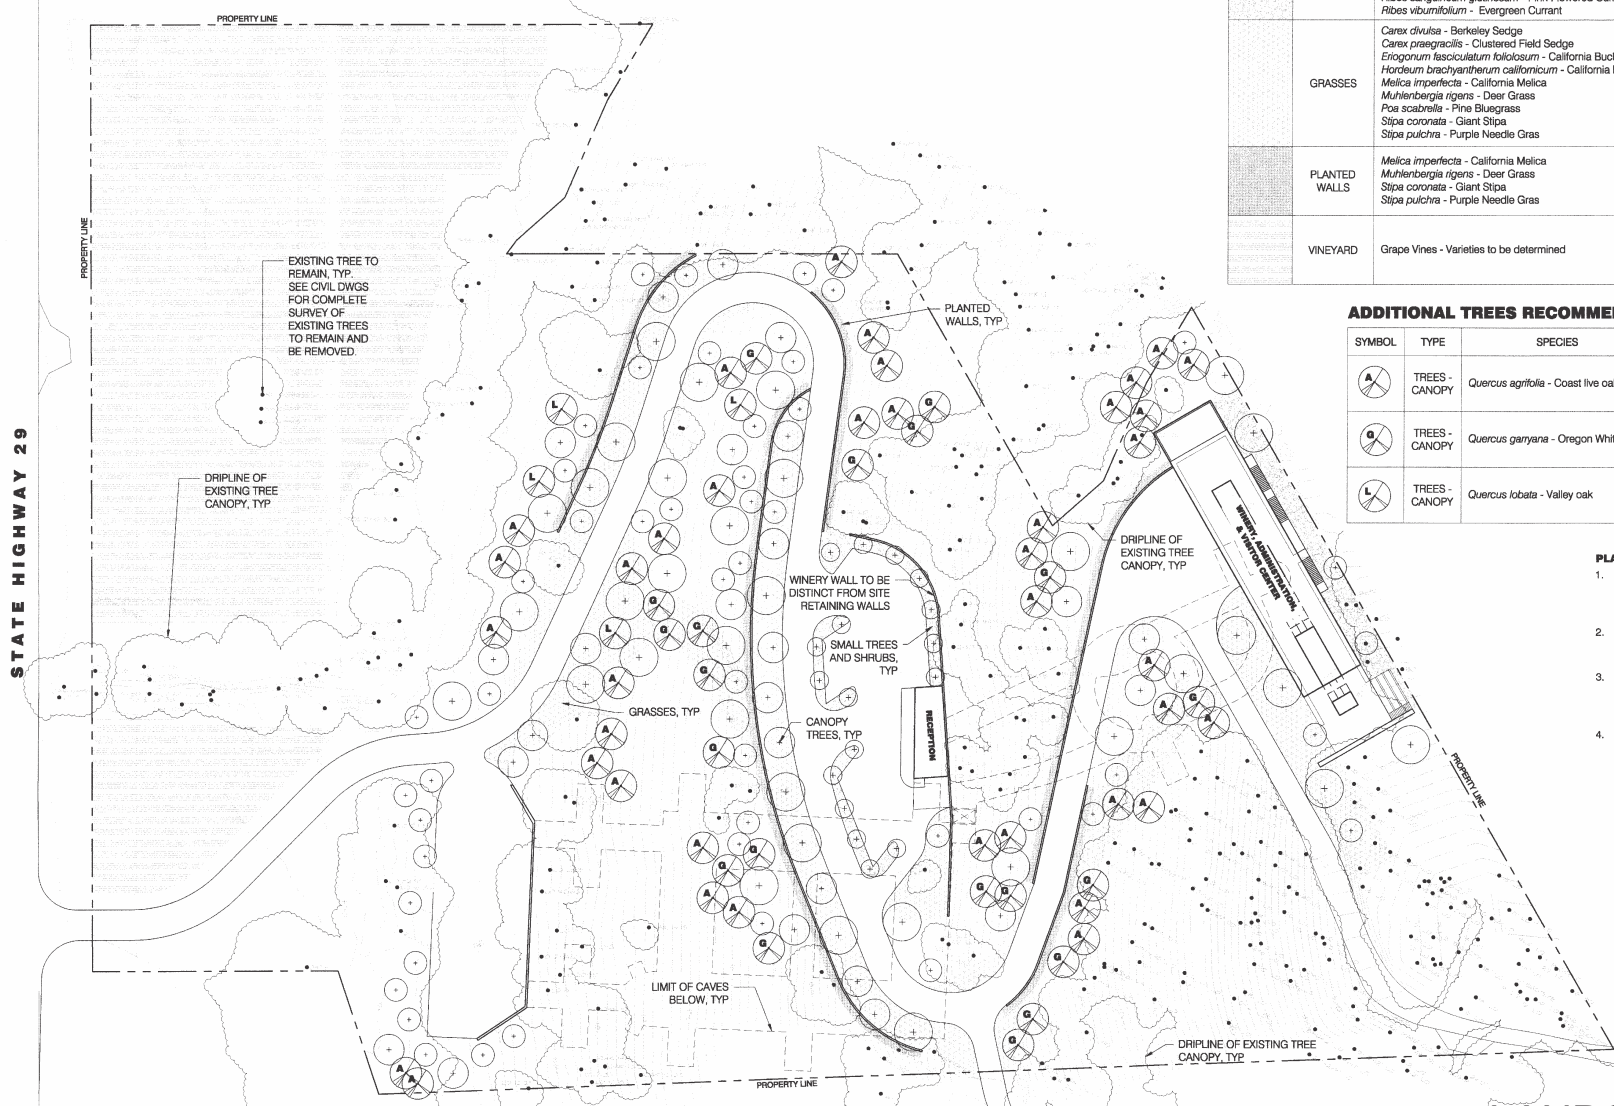 PROPERTY LINE
Ribes viburnifolium - Evergreen Currant
GRASSES
Carex divulsa - Berkeley Sedge
Carex praegracilis - Clustered Field Sedge
Eriogonum fasciculatum foliolosum - California Buc
Hordeum brachyantherum californicum - California
Melica imperfecta - California Melica
Muhlenbergia rigens - Deer Grass
Poa scabrella - Pine Bluegrass
Stipa coronata - Giant Stipa
Stipa pulchra - Purple Needle Gras
PLANTED
WALLS
Melica imperfecta - California Melica
Muhlenbergia rigens - Deer Grass
Stipa coronata - Giant Stipa
Stipa pulchra - Purple Needle Gras
VINEYARD
Grape Vines - Varieties to be determined
ADDITIONAL TREES RECOMME
SYMBOL TYPE SPECIES
A TREES -
CANOPY
Quercus agrifolia - Coast live oa
G TREES -
CANOPY
Quercus garryana - Oregon Whi
L TREES -
CANOPY
Quercus lobata - Valley oak
PLA
1.
2.
3.
4.
STATE HIGHWAY 29
PROPERTY LINE
EXISTING TREE TO
REMAIN, TYP.
SEE CIVIL DWGS
FOR COMPLETE
SURVEY OF
EXISTING TREES
TO REMAIN AND
BE REMOVED.
DRIPLINE OF
EXISTING TREE
CANOPY, TYP
PLANTED
WALLS, TYP
DRIPLINE OF
EXISTING TREE
CANOPY, TYP
WINERY, ADMINISTRATION,
& VISITOR CENTER
WINERY WALL TO BE
DISTINCT FROM SITE
RETAINING WALLS
SMALL TREES
AND SHRUBS,
TYP
GRASSES, TYP
CANOPY
TREES, TYP
RECEPTION
PROPERTY LINE
LIMIT OF CAVES
BELOW, TYP
DRIPLINE OF EXISTING TREE
CANOPY, TYP
PROPERTY LINE